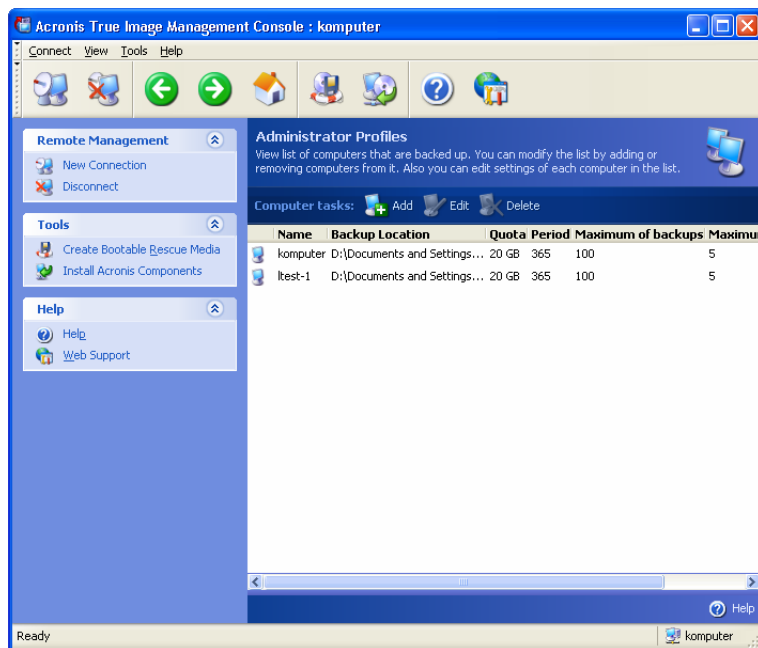 Acronis True Image Management Console : komputer
Connect View Tools Help
Remote Management
New Connection
Disconnect
Tools
Create Bootable Rescue Media
Install Acronis Components
Help
Help
Web Support
Administrator Profiles
View list of computers that are backed up. You can modify the list by adding or
removing computers from it. Also you can edit settings of each computer in the list.
Computer tasks: Add Edit Delete
Name Backup Location Quota Period Maximum of backups Maximu
komputer D:\Documents and Settings... 20 GB 365 100 5
ltest-1 D:\Documents and Settings... 20 GB 365 100 5
Help
Ready komputer